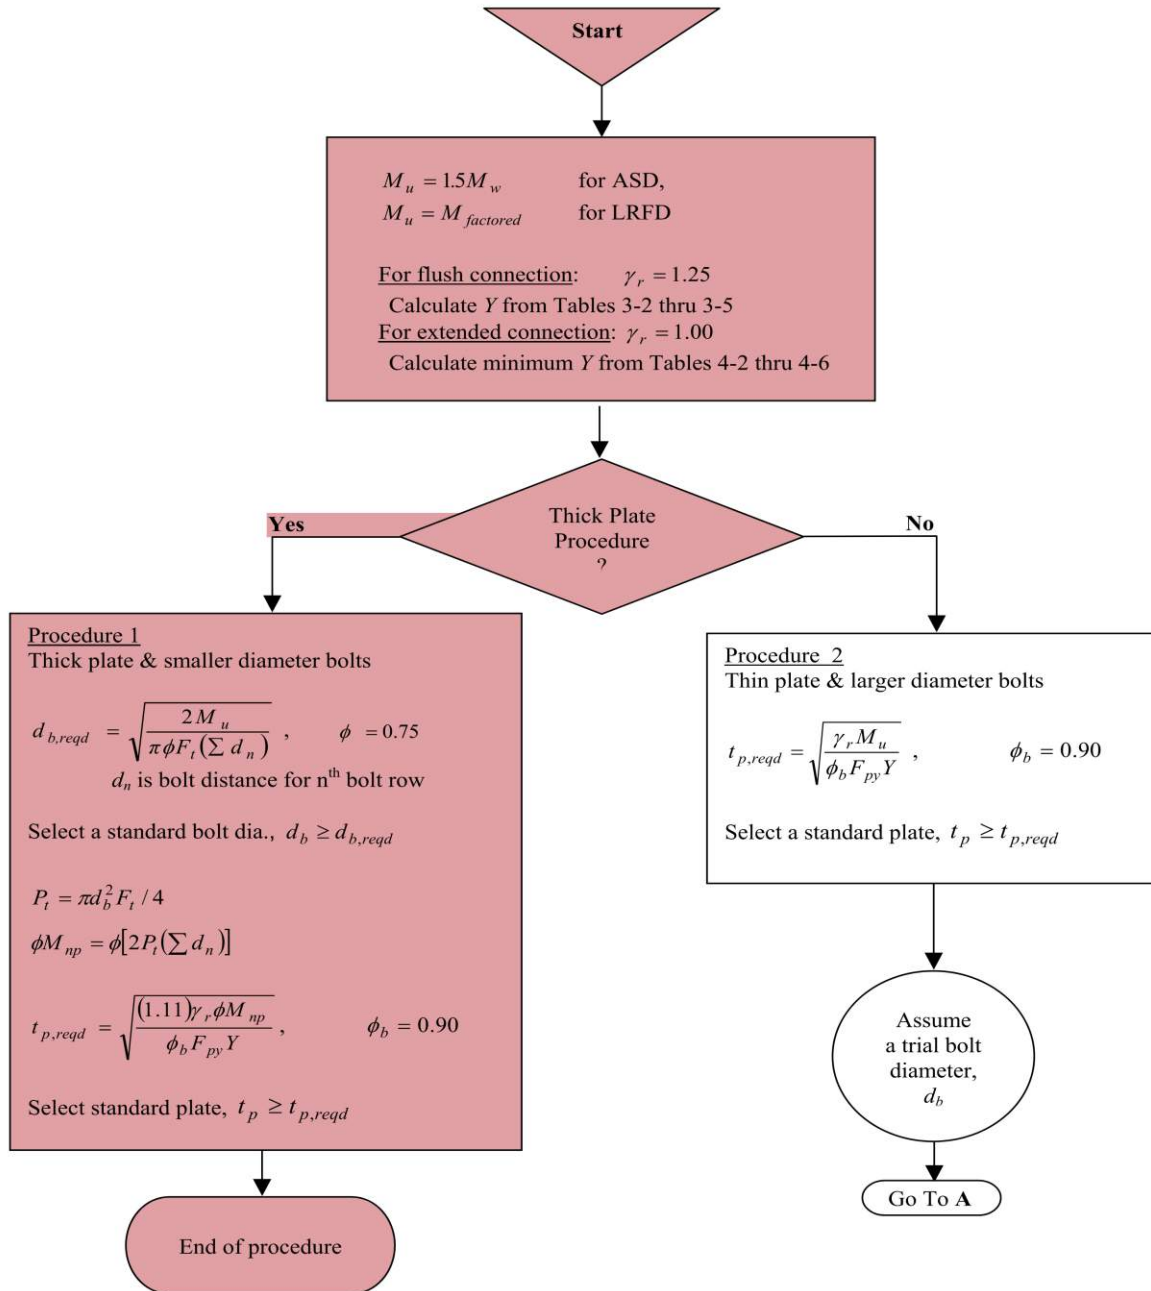 Start
M_u = 1.5M_w for ASD,
M_u = M_factored for LRFD
For flush connection: γ_r = 1.25
Calculate Y from Tables 3-2 thru 3-5
For extended connection: γ_r = 1.00
Calculate minimum Y from Tables 4-2 thru 4-6
Thick Plate
Procedure
?
Yes
No
Procedure 1
Thick plate & smaller diameter bolts
d_b,reqd = √(2M_u / πϕF_t(∑ d_n)) , ϕ = 0.75
d_n is bolt distance for n^th bolt row
Select a standard bolt dia., d_b ≥ d_b,reqd
P_t = πd_b^2 F_t / 4
ϕM_np = ϕ[2P_t(∑ d_n)]
t_p,reqd = √((1.11)γ_r ϕM_np / ϕ_b F_py Y) , ϕ_b = 0.90
Select standard plate, t_p ≥ t_p,reqd
End of procedure
Procedure 2
Thin plate & larger diameter bolts
t_p,reqd = √(γ_r M_u / ϕ_b F_py Y) , ϕ_b = 0.90
Select a standard plate, t_p ≥ t_p,reqd
Assume
a trial bolt
diameter,
d_b
Go To A